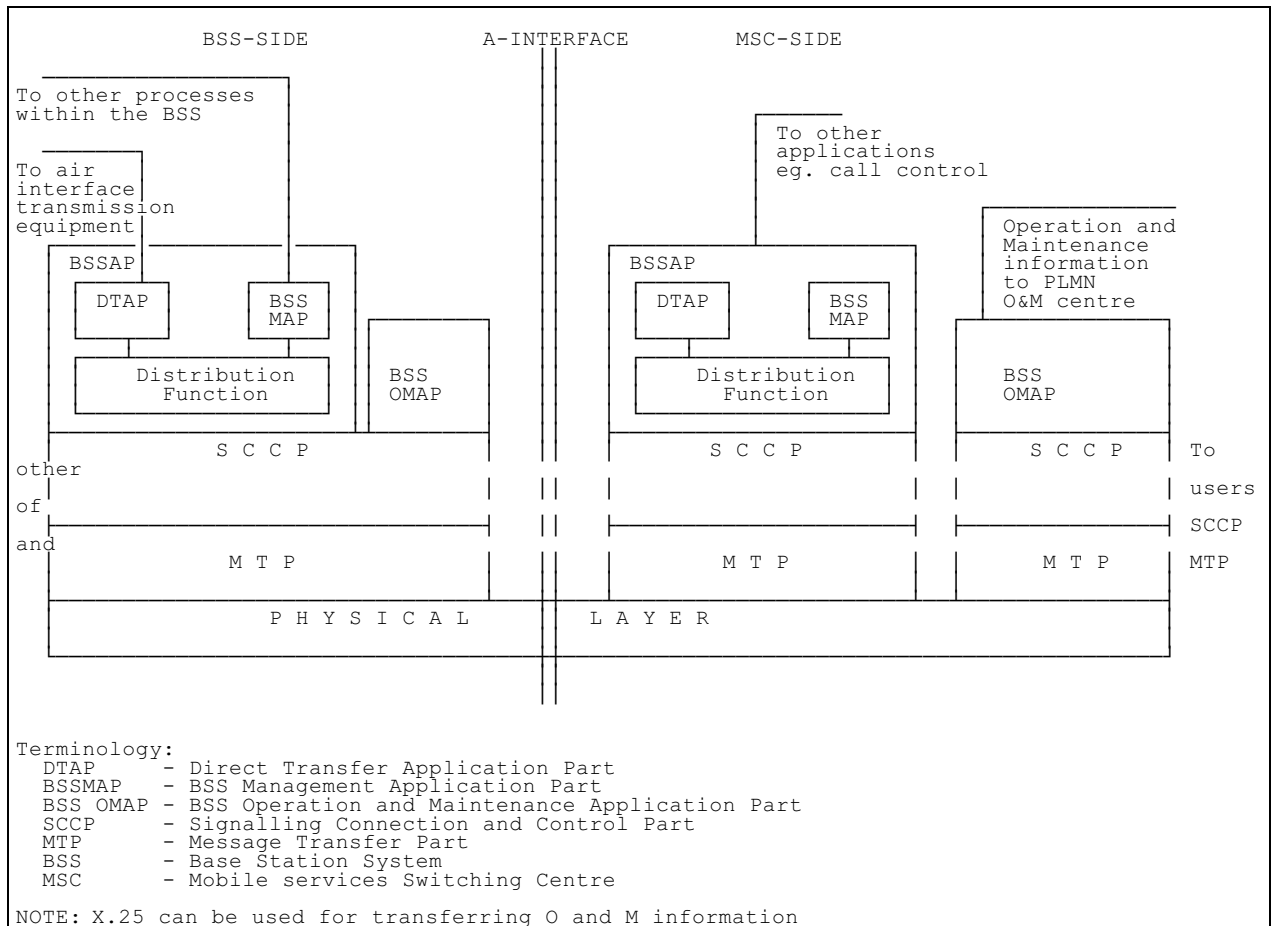 BSS-SIDE A-INTERFACE MSC-SIDE
To other processes
within the BSS
To other
applications
eg. call control
To air
interface
transmission
equipment
Operation and
Maintenance
information
to PLMN
O&M centre
BSSAP
DTAP
BSS
MAP
Distribution
Function
BSS
OMAP
BSSAP
DTAP
BSS
MAP
Distribution
Function
BSS
OMAP
S C C P S C C P S C C P To
other
users
of
SCCP
and
M T P M T P M T P MTP
P H Y S I C A L L A Y E R
Terminology:
DTAP - Direct Transfer Application Part
BSSMAP - BSS Management Application Part
BSS OMAP - BSS Operation and Maintenance Application Part
SCCP - Signalling Connection and Control Part
MTP - Message Transfer Part
BSS - Base Station System
MSC - Mobile services Switching Centre
NOTE: X.25 can be used for transferring O and M information